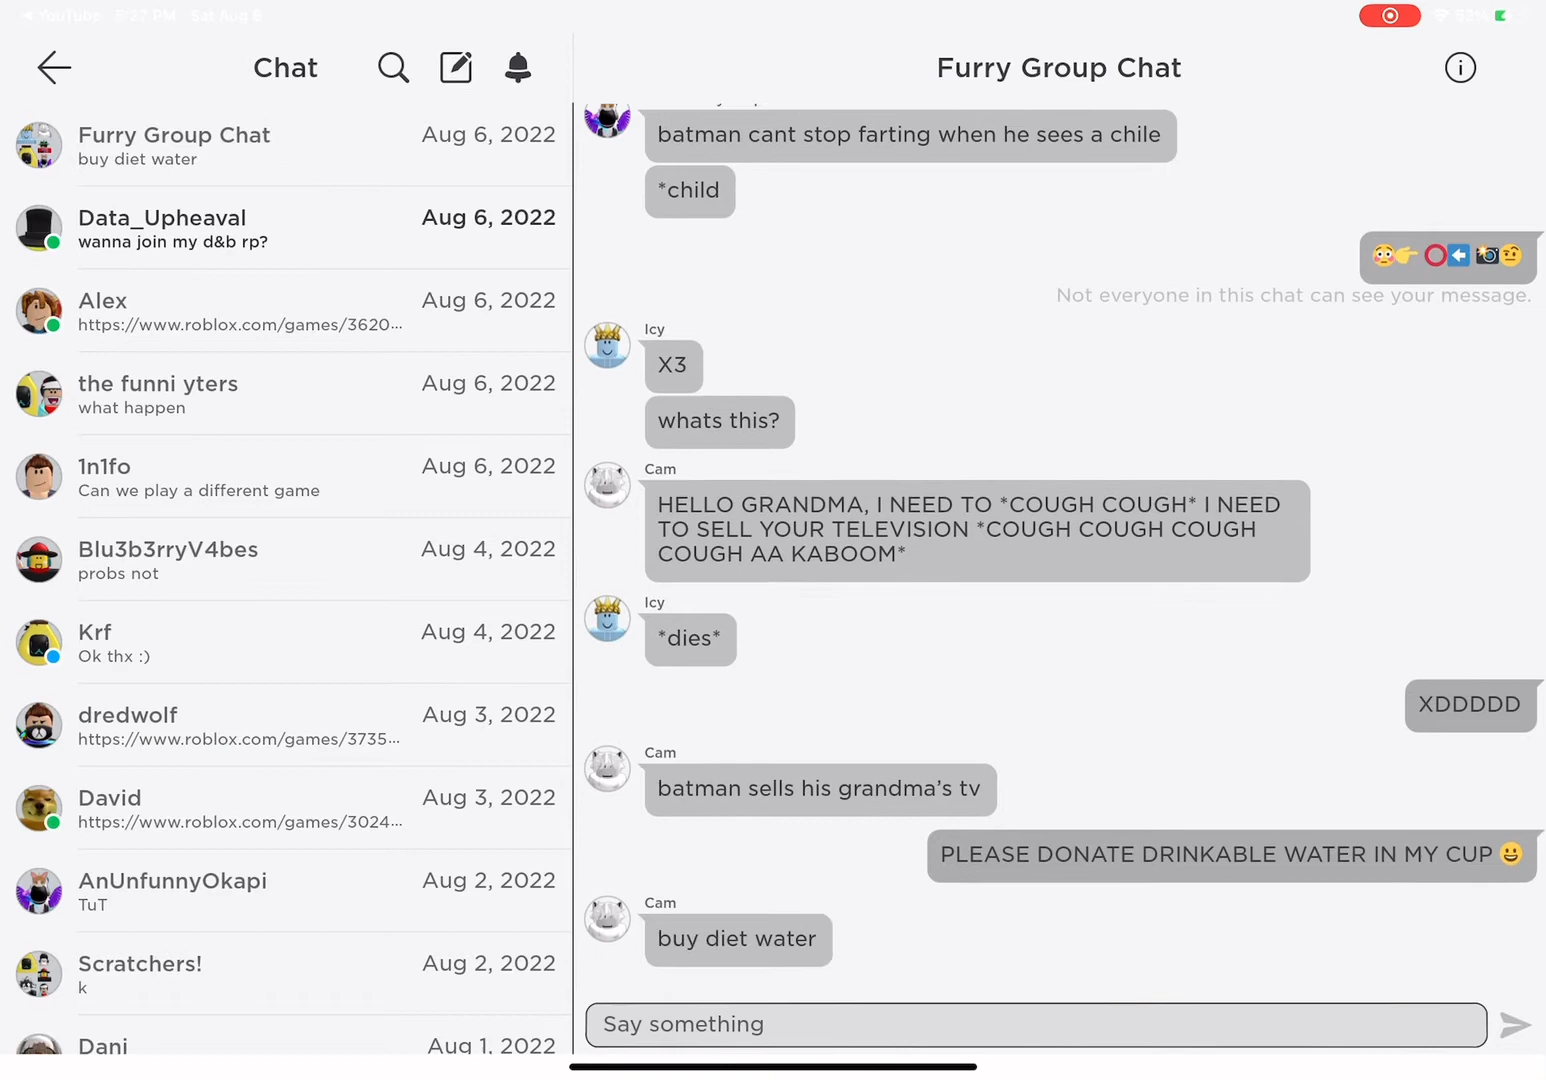 YouTube 5:27 PM Sat Aug 6
Chat
Furry Group Chat
Aug 6, 2022
buy diet water
Data_Upheaval
Aug 6, 2022
wanna join my d&b rp?
Alex
Aug 6, 2022
https://www.roblox.com/games/3620...
the funni yters
Aug 6, 2022
what happen
1n1fo
Aug 6, 2022
Can we play a different game
Blu3b3rryV4bes
Aug 4, 2022
probs not
Krf
Aug 4, 2022
Ok thx :)
dredwolf
Aug 3, 2022
https://www.roblox.com/games/3735...
David
Aug 3, 2022
https://www.roblox.com/games/3024...
AnUnfunnyOkapi
Aug 2, 2022
TuT
Scratchers!
Aug 2, 2022
k
Dani
Aug 1, 2022
Furry Group Chat
batman cant stop farting when he sees a chile
*child
😳👉 ⭕⬅️ 📸🤨
Not everyone in this chat can see your message.
Icy
X3
whats this?
Cam
HELLO GRANDMA, I NEED TO *COUGH COUGH* I NEED
TO SELL YOUR TELEVISION *COUGH COUGH COUGH
COUGH AA KABOOM*
Icy
*dies*
XDDDDD
Cam
batman sells his grandma's tv
PLEASE DONATE DRINKABLE WATER IN MY CUP 😀
Cam
buy diet water
Say something